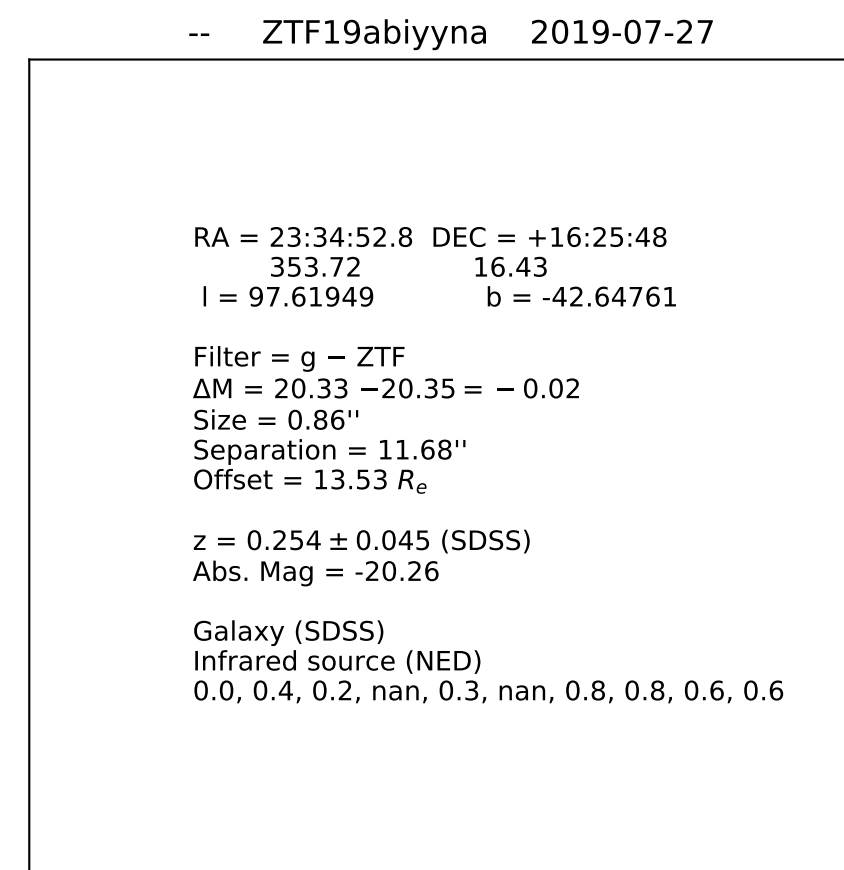 -- ZTF19abiyyna 2019-07-27
RA = 23:34:52.8 DEC = +16:25:48
353.72 16.43
l = 97.61949 b = -42.64761
Filter = g − ZTF
ΔM = 20.33 −20.35 = − 0.02
Size = 0.86''
Separation = 11.68''
Offset = 13.53 Rₑ
z = 0.254 ± 0.045 (SDSS)
Abs. Mag = -20.26
Galaxy (SDSS)
Infrared source (NED)
0.0, 0.4, 0.2, nan, 0.3, nan, 0.8, 0.8, 0.6, 0.6